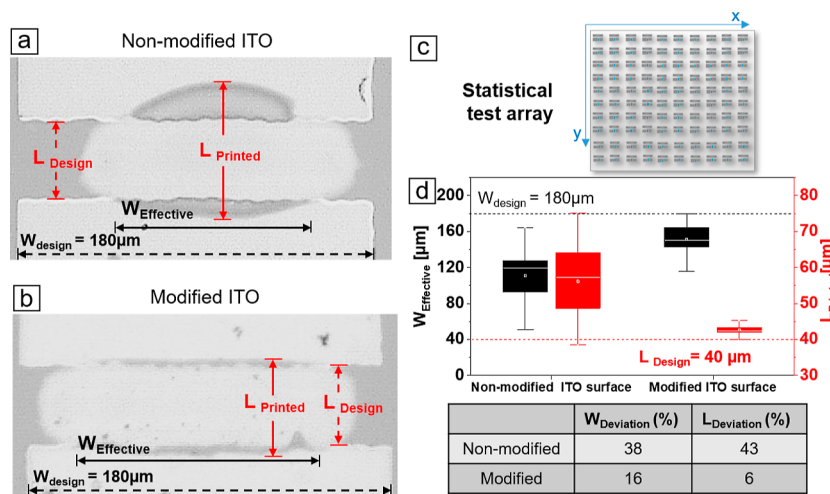 a
Non-modified ITO
L Design
L Printed
W Effective
W design = 180µm
b
Modified ITO
L Printed
L Design
W Effective
W design = 180µm
c
Statistical
test array
x
y
d
W design = 180µm
W Effective [µm]
200
160
120
80
40
0
80
70
60
50
40
30
[µm]
L Design = 40 µm
Non-modified ITO surface
Modified ITO surface
W Deviation (%)
L Deviation (%)
Non-modified
38
43
Modified
16
6